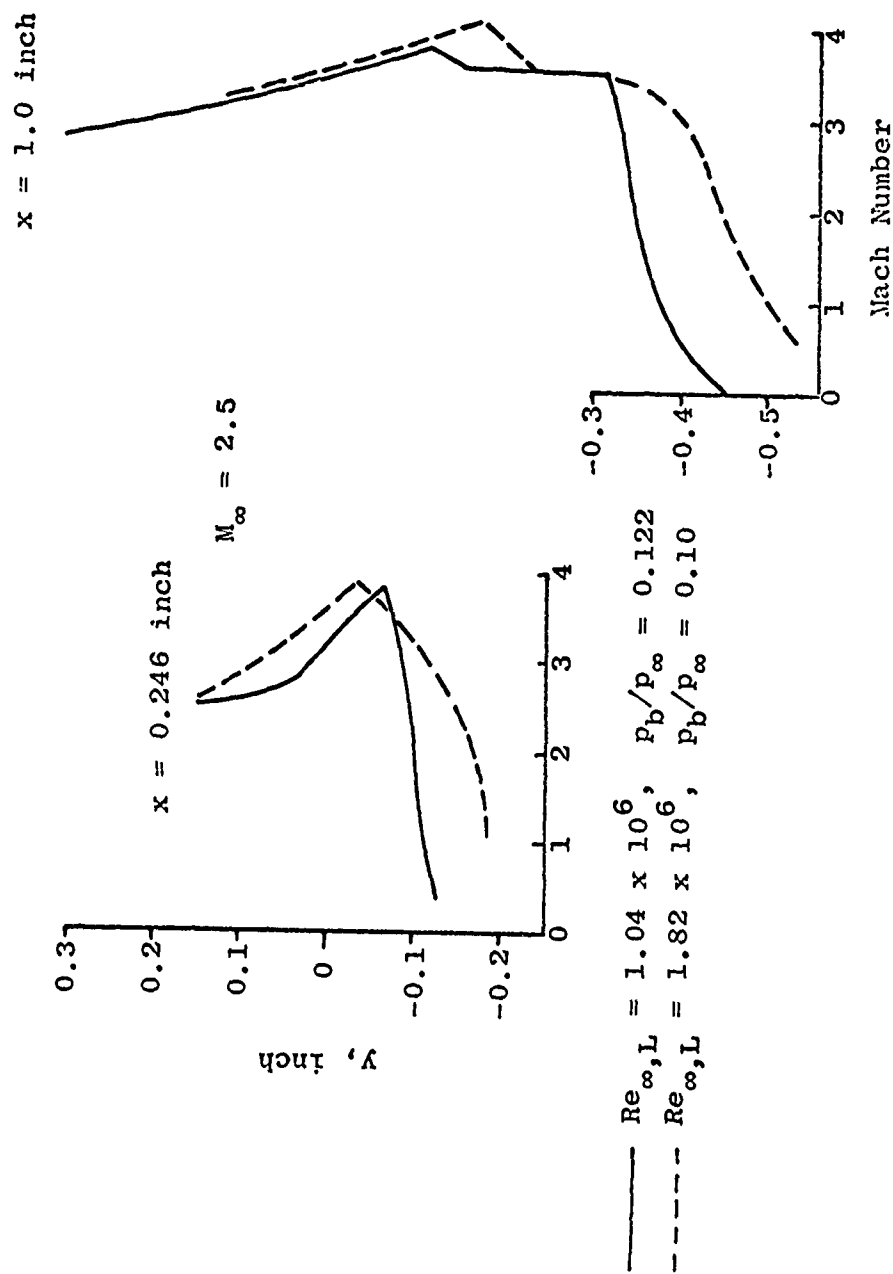 x = 1.0 inch
x = 0.246 inch
M∞ = 2.5
y, inch
0.3
0.2
0.1
0
-0.1
-0.2
0
1
2
3
4
-0.3
-0.4
-0.5
0
1
2
3
4
Mach Number
Re∞,L = 1.04 x 10⁶, pb/p∞ = 0.122
Re∞,L = 1.82 x 10⁶, pb/p∞ = 0.10